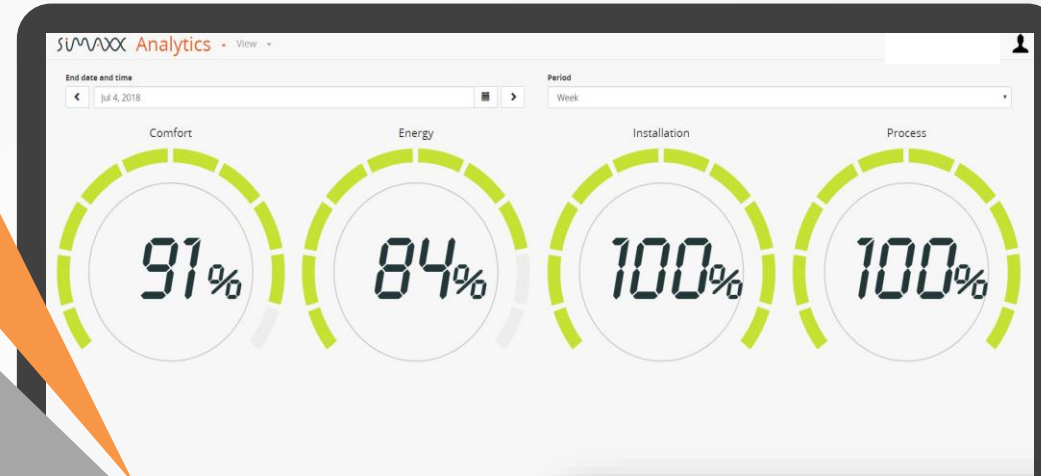 SiMAXX Analytics View
End date and time Period
Jul 4, 2018 Week
Comfort Energy Installation Process
91% 84% 100% 100%